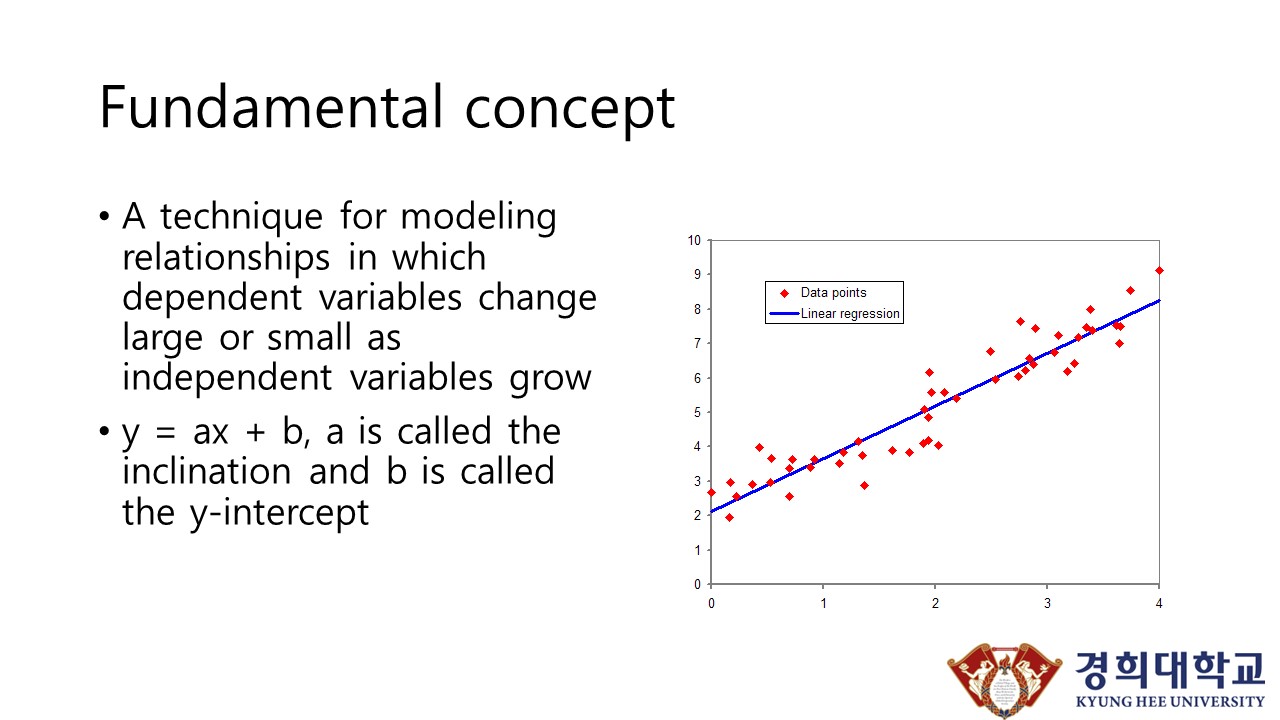 Fundamental concept
• A technique for modeling
relationships in which
dependent variables change
large or small as
independent variables grow
• y = ax + b, a is called the
inclination and b is called
the y-intercept
10
9
8
7
6
5
4
3
2
1
0
Data points
Linear regression
0 1 2 3 4
경희대학교
KYUNG HEE UNIVERSITY